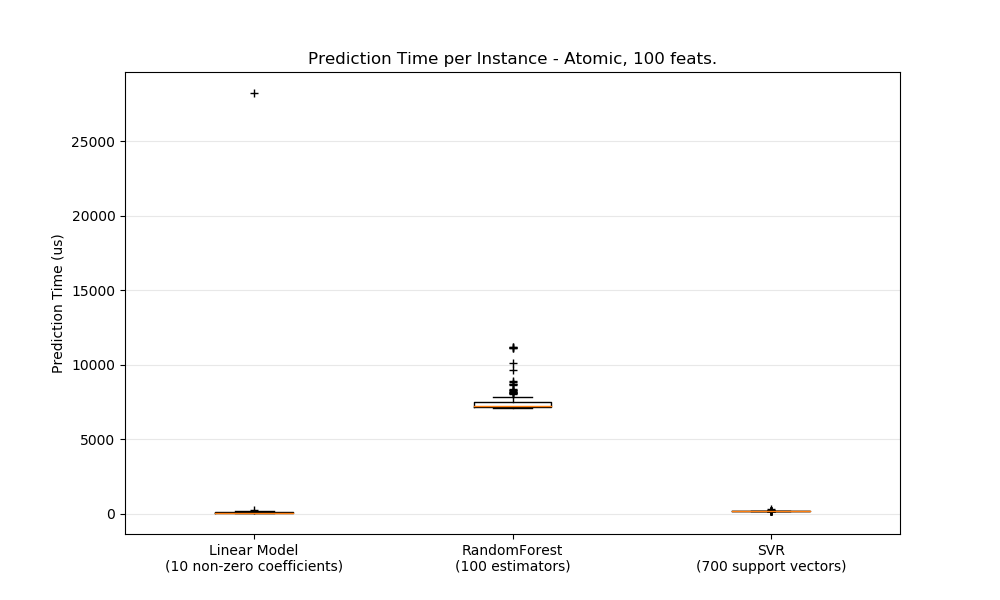 Prediction Time per Instance - Atomic, 100 feats.
Prediction Time (us)
25000
20000
15000
10000
5000
0
Linear Model
(10 non-zero coefficients)
RandomForest
(100 estimators)
SVR
(700 support vectors)